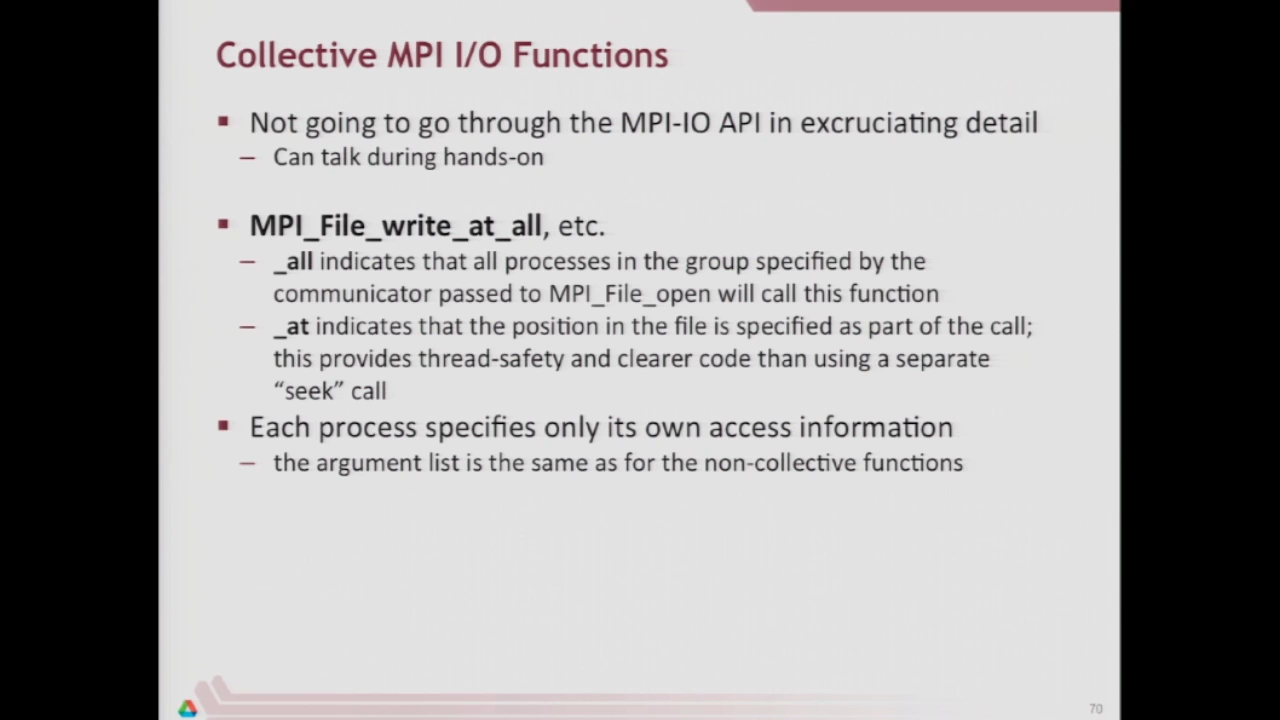 Collective MPI I/O Functions
Not going to go through the MPI-IO API in excruciating detail
– Can talk during hands-on
MPI_File_write_at_all, etc.
– _all indicates that all processes in the group specified by the
communicator passed to MPI_File_open will call this function
– _at indicates that the position in the file is specified as part of the call;
this provides thread-safety and clearer code than using a separate
“seek” call
Each process specifies only its own access information
– the argument list is the same as for the non-collective functions
70